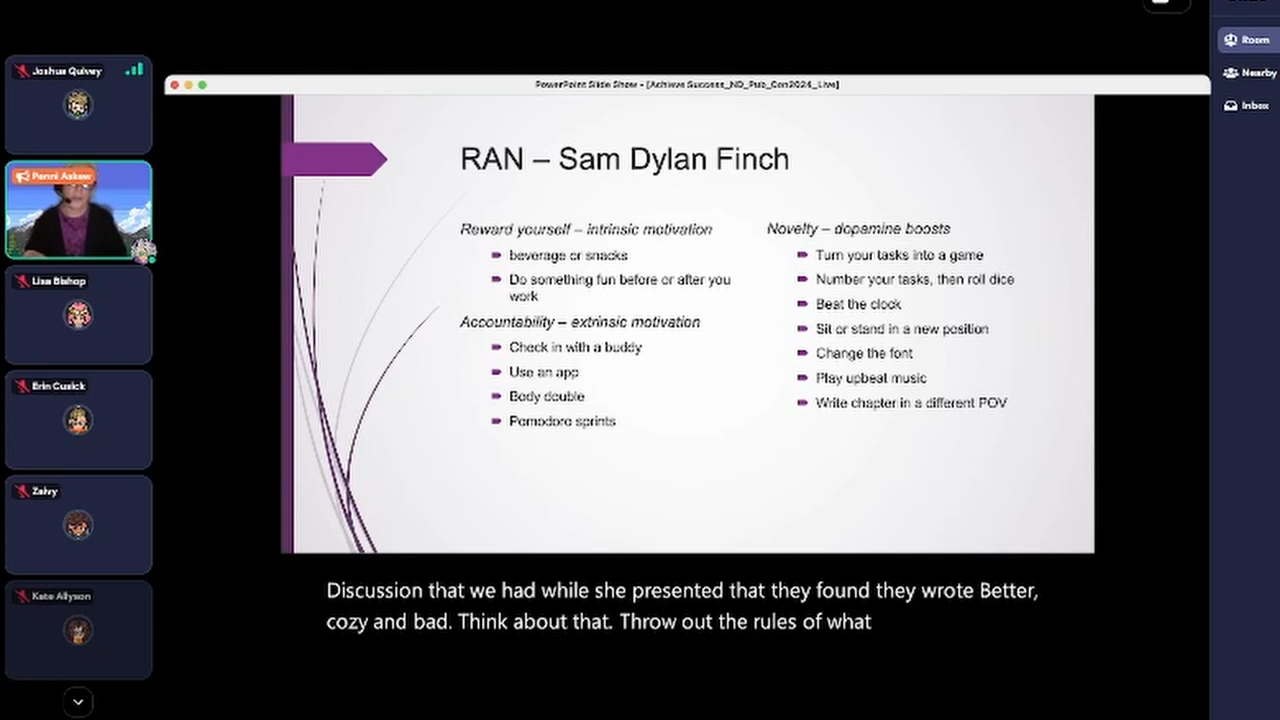 Room
Nearby
Inbox
Joshua Quivey
Penni Askew
Lisa Bishop
Erin Cusick
Zalvy
Kate Allyson
PowerPoint Slide Show - [Achieve Success_ND_Pub_Con2024_Live]
RAN – Sam Dylan Finch
Reward yourself – intrinsic motivation
beverage or snacks
Do something fun before or after you
work
Accountability – extrinsic motivation
Check in with a buddy
Use an app
Body double
Pomodoro sprints
Novelty – dopamine boosts
Turn your tasks into a game
Number your tasks, then roll dice
Beat the clock
Sit or stand in a new position
Change the font
Play upbeat music
Write chapter in a different POV
Discussion that we had while she presented that they found they wrote Better,
cozy and bad. Think about that. Throw out the rules of what